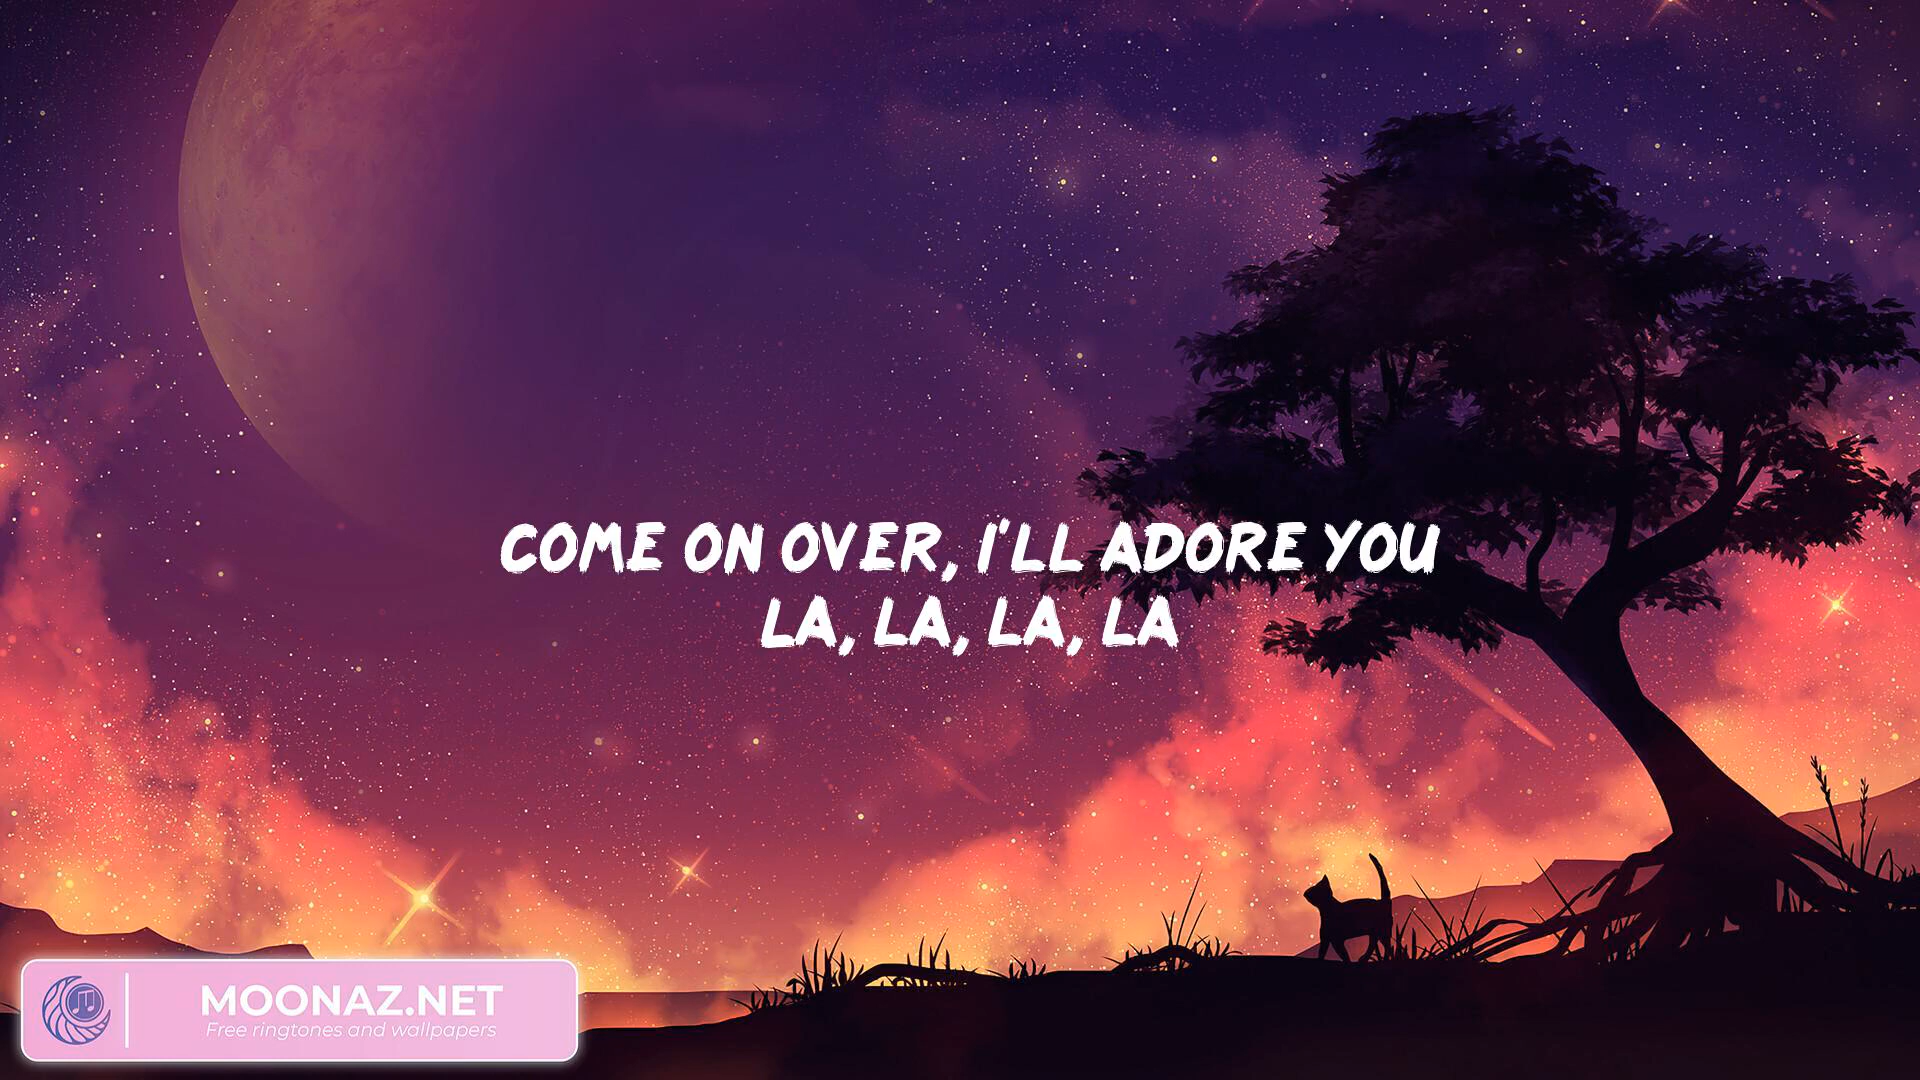 COME ON OVER, I'LL ADORE YOU
LA, LA, LA, LA
MOONAZ.NET
Free ringtones and wallpapers